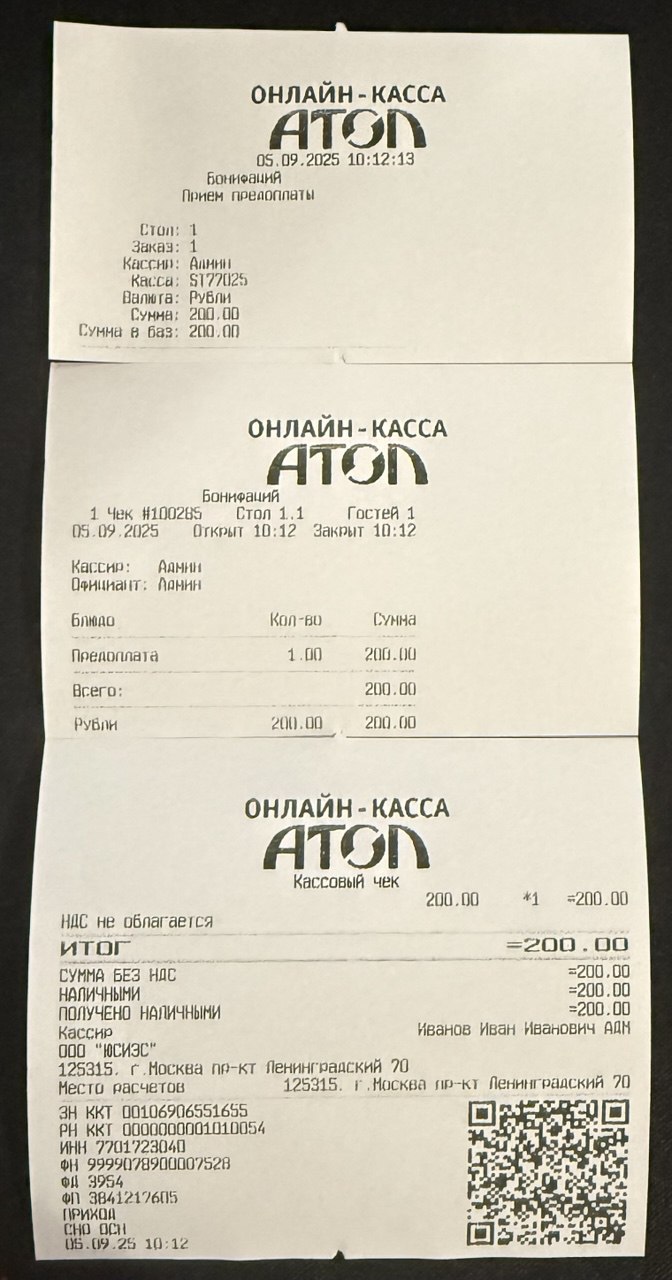 ОНЛАЙН-КАССА
АТОЛ
05.09.2025 10:12:13
Бонифаций
Прием предоплаты
Стол: 1
Заказ: 1
Кассир: Админ
Касса: ST77025
Валюта: Рубли
Сумма: 200.00
Сумма в баз: 200.00
ОНЛАЙН-КАССА
АТОЛ
Бонифаций
1 Чек #100285 Стол 1.1 Гостей 1
05.09.2025 Открыт 10:12 Закрыт 10:12
Кассир: Админ
Официант: Админ
Блюдо Кол-во Сумма
Предоплата 1.00 200.00
Всего: 200.00
Рубли 200.00 200.00
ОНЛАЙН-КАССА
АТОЛ
Кассовый чек
200.00 *1 =200.00
НДС не облагается
ИТОГ =200.00
СУММА БЕЗ НДС =200.00
НАЛИЧНЫМИ =200.00
ПОЛУЧЕНО НАЛИЧНЫМИ =200.00
Кассир Иванов Иван Иванович АДМ
ООО "ЮСИЭС"
125315. г.Москва пр-кт Ленинградский 70
Место расчетов 125315. г.Москва пр-кт Ленинградский 70
ЗН ККТ 00106906551655
РН ККТ 0000000001010054
ИНН 7701723040
ФН 9999078900007528
ФД 3954
ФП 3841217605
ПРИХОД
СНО ОСН
05.09.25 10:12